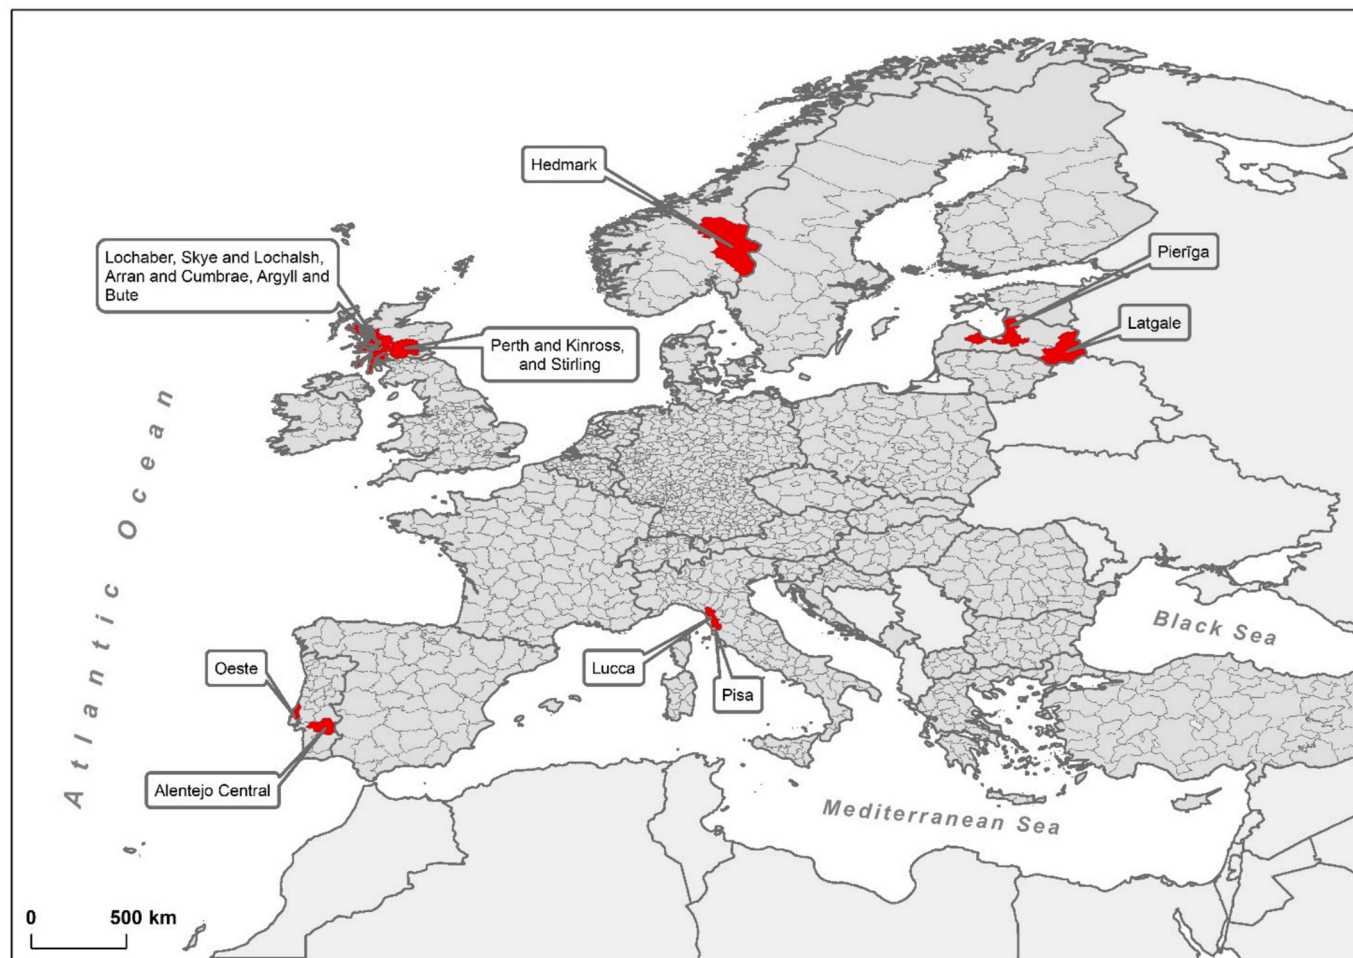 Hedmark
Pierīga
Lochaber, Skye and Lochalsh,
Arran and Cumbrae, Argyll and
Bute
Latgale
Perth and Kinross,
and Stirling
Atlantic Ocean
Black Sea
Oeste
Lucca
Pisa
Alentejo Central
Mediterranean Sea
0 500 km